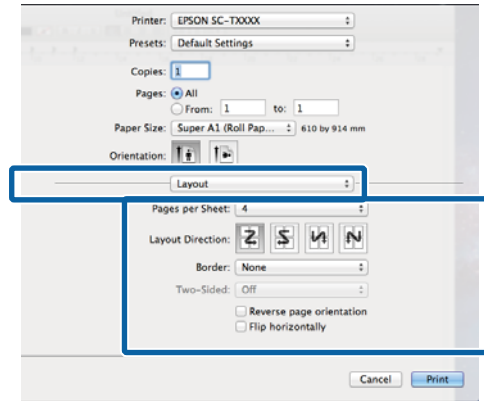 Printer: EPSON SC-TXXXX
Presets: Default Settings
Copies: 1
Pages: All
From: 1 to: 1
Paper Size: Super A1 (Roll Pap... 610 by 914 mm
Orientation:
Layout
Pages per Sheet: 4
Layout Direction:
Border: None
Two-Sided: Off
Reverse page orientation
Flip horizontally
Cancel Print